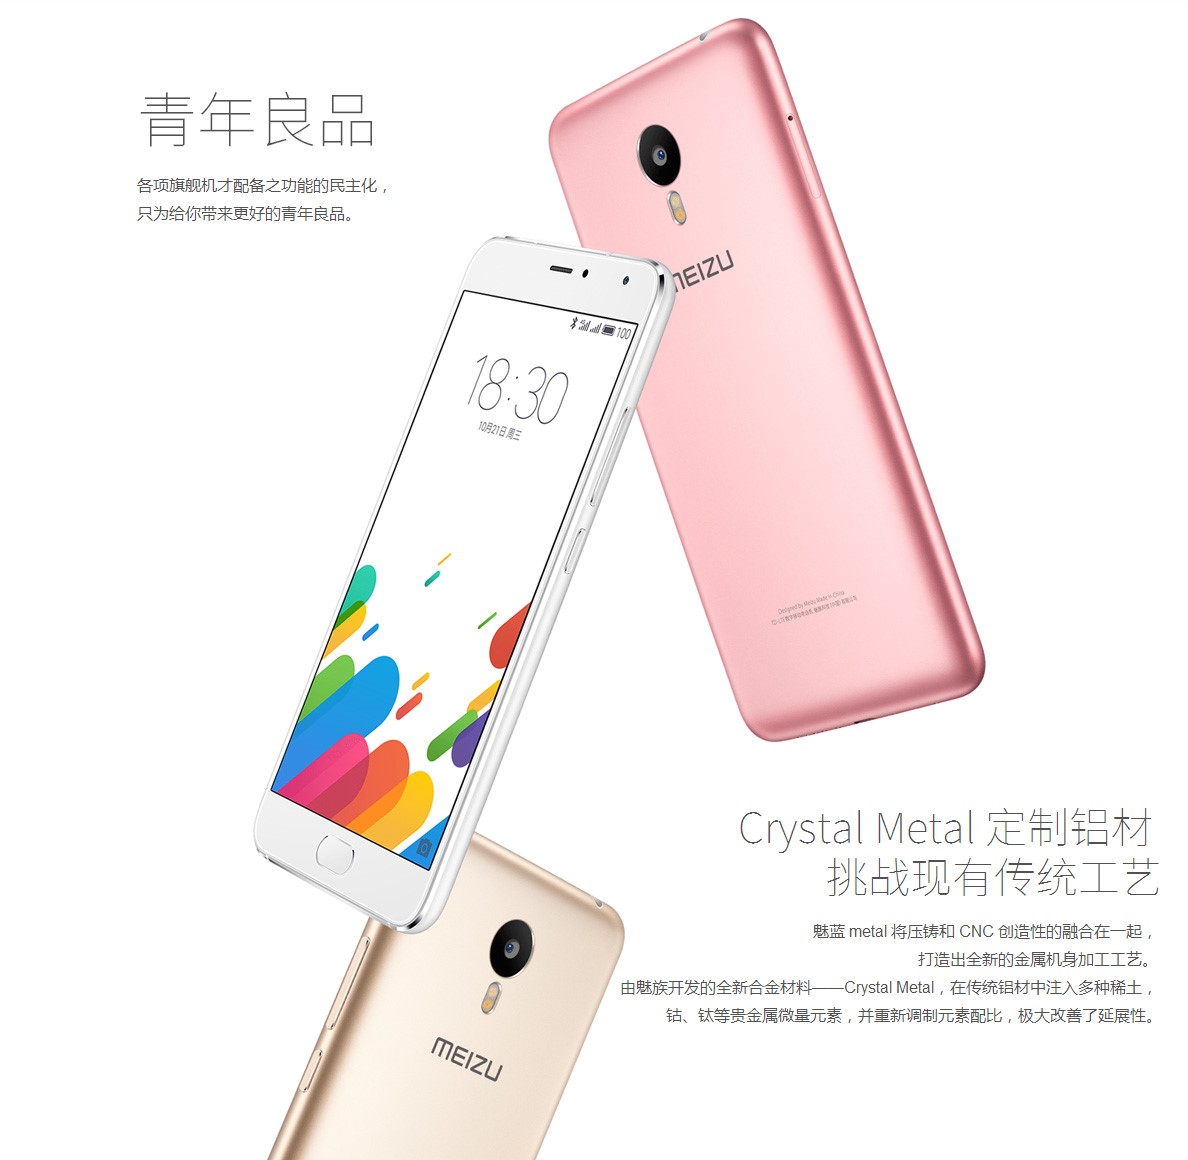 青年良品
各项旗舰机才配备之功能的民主化，
只为给你带来更好的青年良品。
MEIZU
100
18:30
10月21日 周三
Designed by Meizu Made in China
Crystal Metal 定制铝材
挑战现有传统工艺
魅蓝 metal 将压铸和 CNC 创造性的融合在一起，
打造出全新的金属机身加工工艺。
由魅族开发的全新合金材料——Crystal Metal，在传统铝材中注入多种稀土，
钴、钛等贵金属微量元素，并重新调制元素配比，极大改善了延展性。
MEIZU